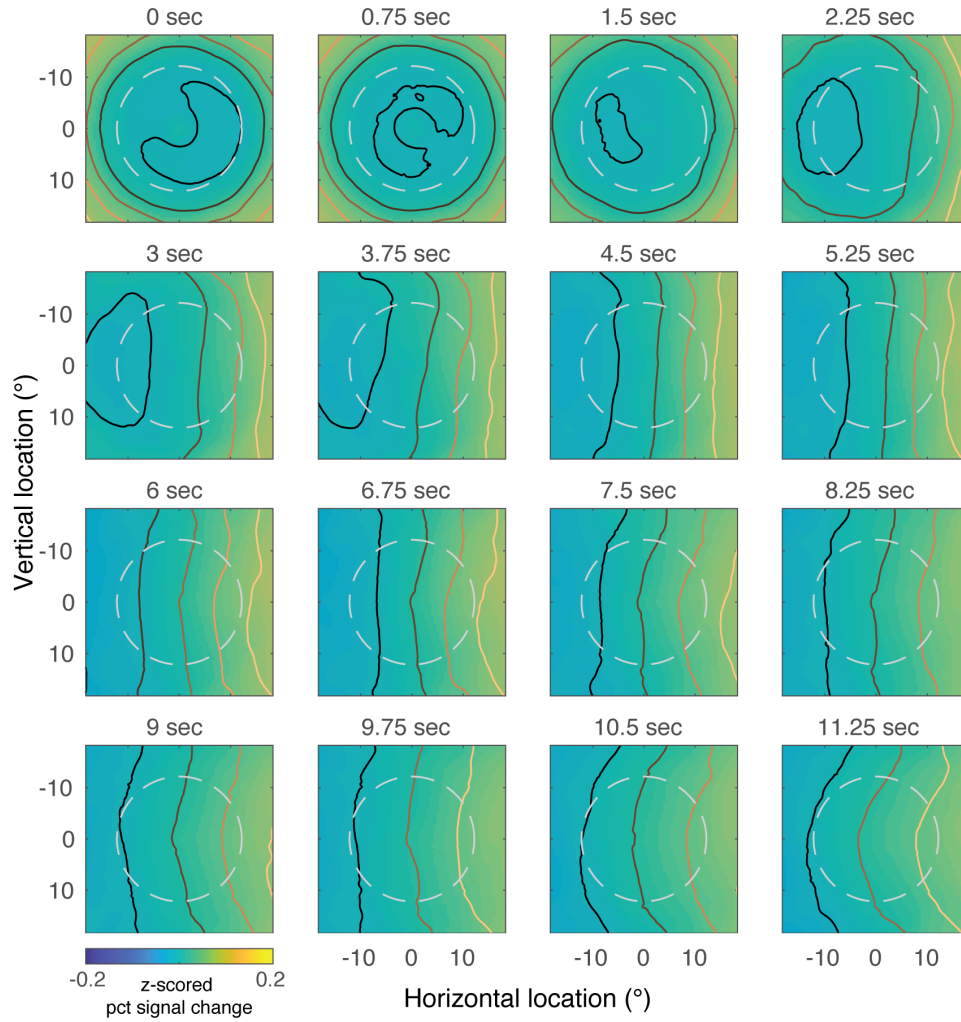 0 sec 0.75 sec 1.5 sec 2.25 sec
-10
0
10
3 sec 3.75 sec 4.5 sec 5.25 sec
-10
0
10
6 sec 6.75 sec 7.5 sec 8.25 sec
-10
0
10
9 sec 9.75 sec 10.5 sec 11.25 sec
-10
0
10
Vertical location (°)
-10 0 10 -10 0 10 -10 0 10
Horizontal location (°)
-0.2 0.2
z-scored
pct signal change